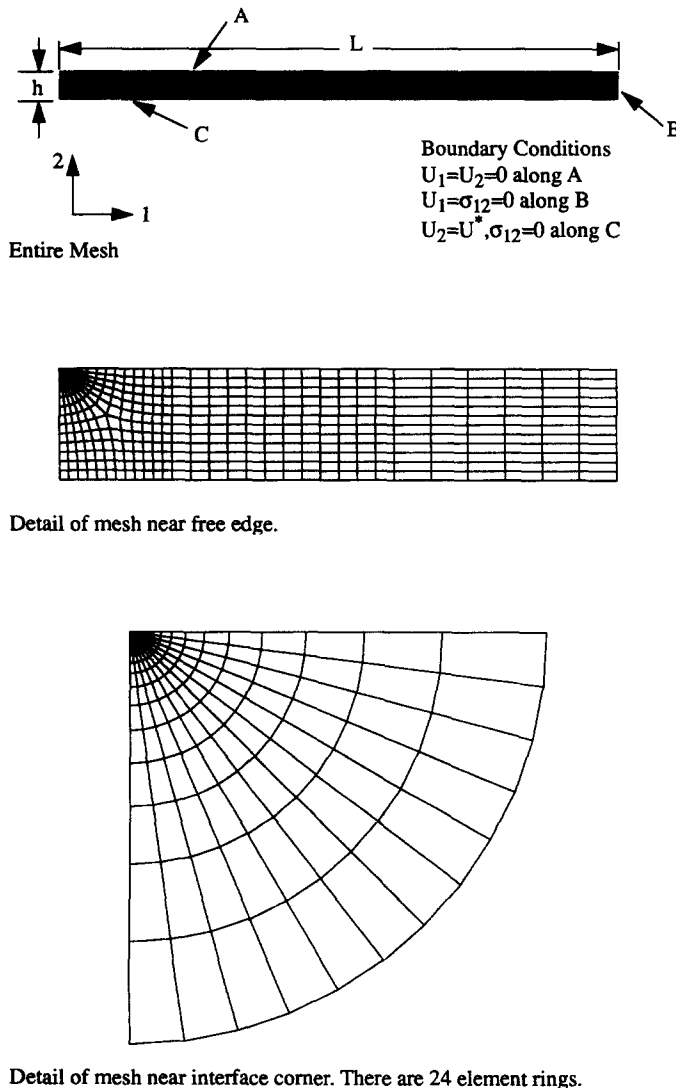 A
L
h
C
B
2
1
Boundary Conditions
U₁=U₂=0 along A
U₁=σ₁₂=0 along B
U₂=U*,σ₁₂=0 along C
Entire Mesh
Detail of mesh near free edge.
Detail of mesh near interface corner. There are 24 element rings.